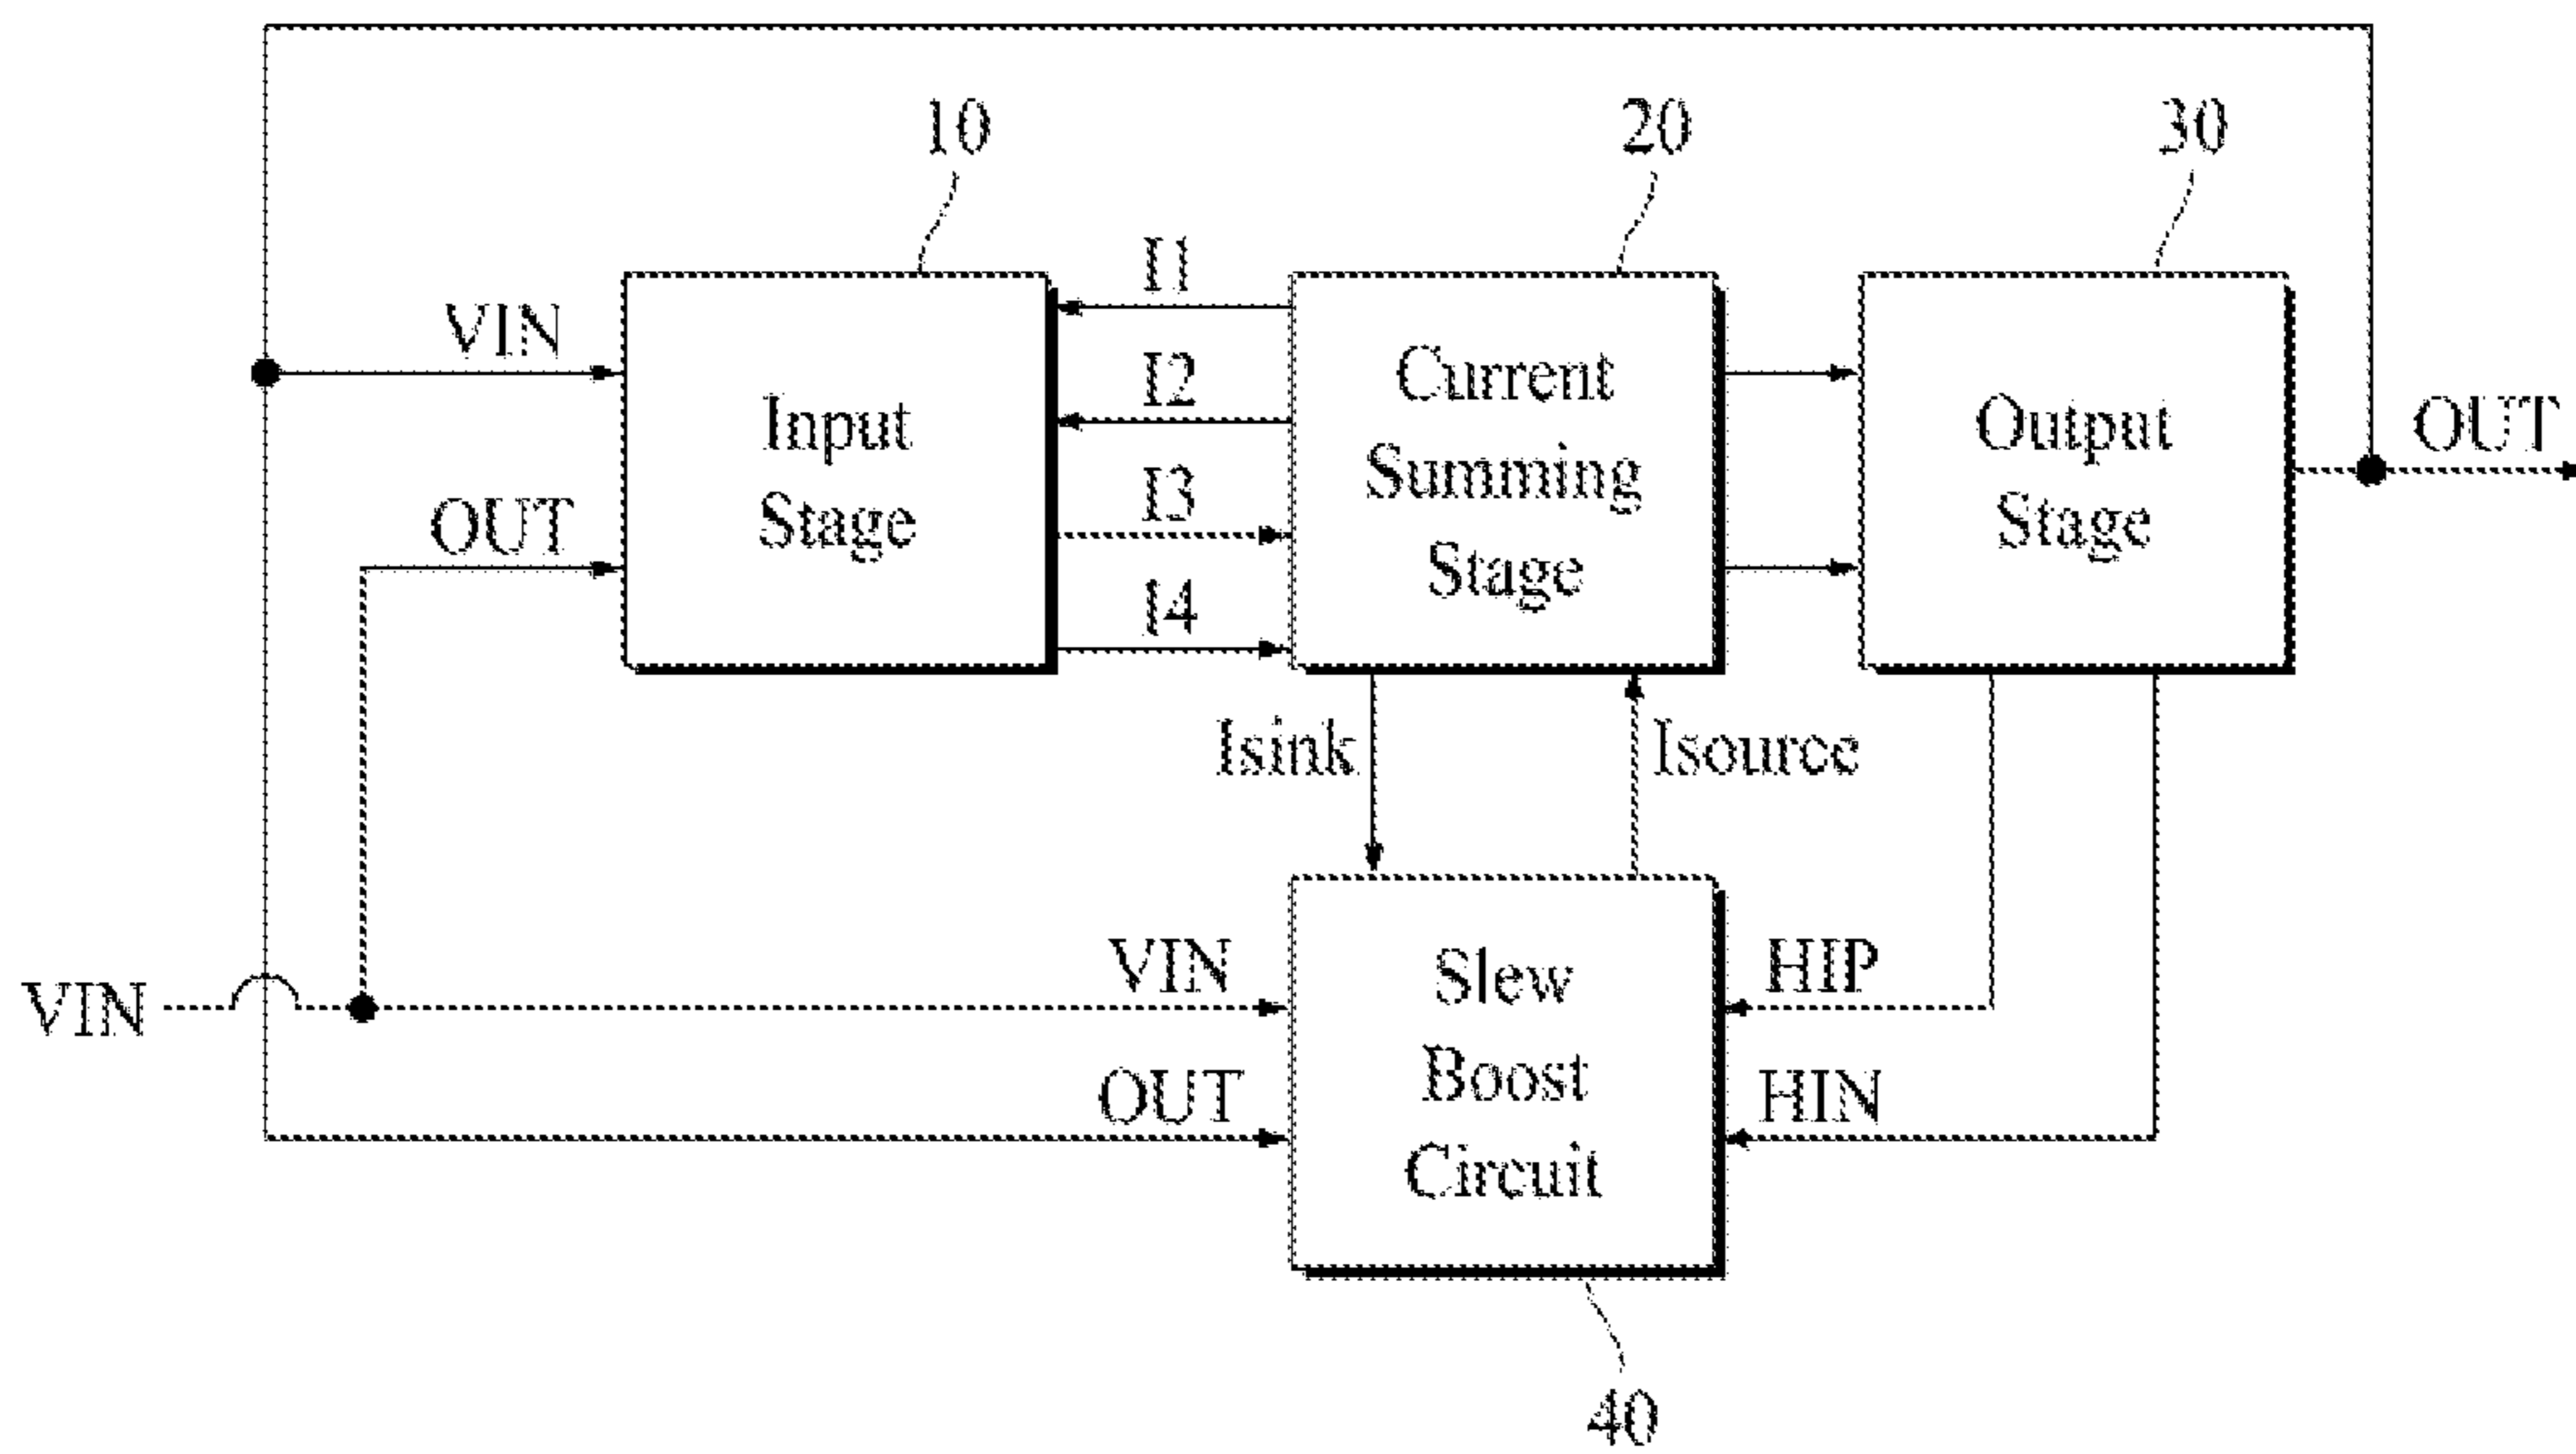 10
20
30
I1
VIN
I2
Input
Stage
Current
Summing
Stage
Output
Stage
OUT
I3
OUT
I4
Isink
Isource
VIN
VIN
HIP
Slew
Boost
Circuit
OUT
HIN
40